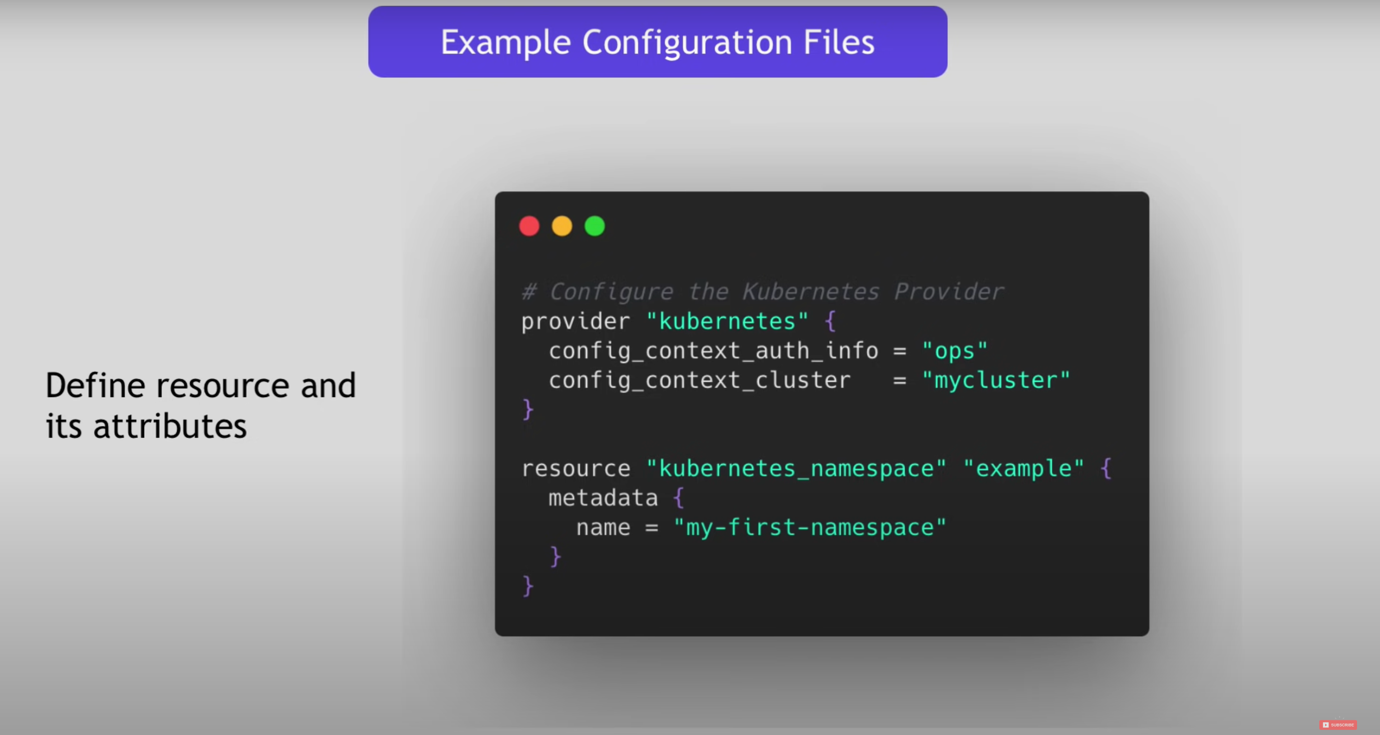 Example Configuration Files
Define resource and
its attributes
# Configure the Kubernetes Provider
provider "kubernetes" {
  config_context_auth_info = "ops"
  config_context_cluster   = "mycluster"
}
resource "kubernetes_namespace" "example" {
  metadata {
    name = "my-first-namespace"
  }
}
SUBSCRIBE